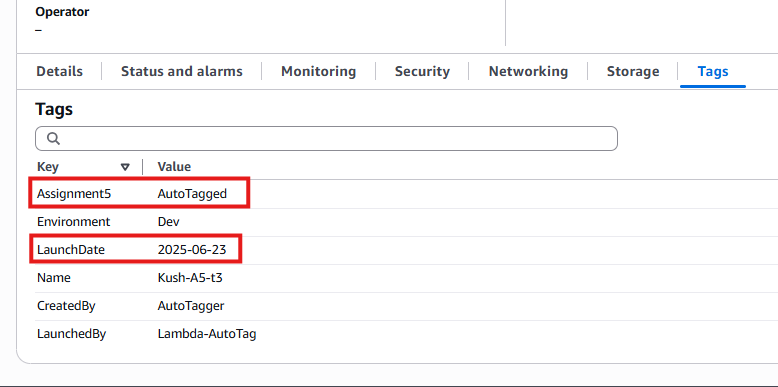 Operator
–
Details Status and alarms Monitoring Security Networking Storage Tags
Tags
Key Value
Assignment5 AutoTagged
Environment Dev
LaunchDate 2025-06-23
Name Kush-A5-t3
CreatedBy AutoTagger
LaunchedBy Lambda-AutoTag